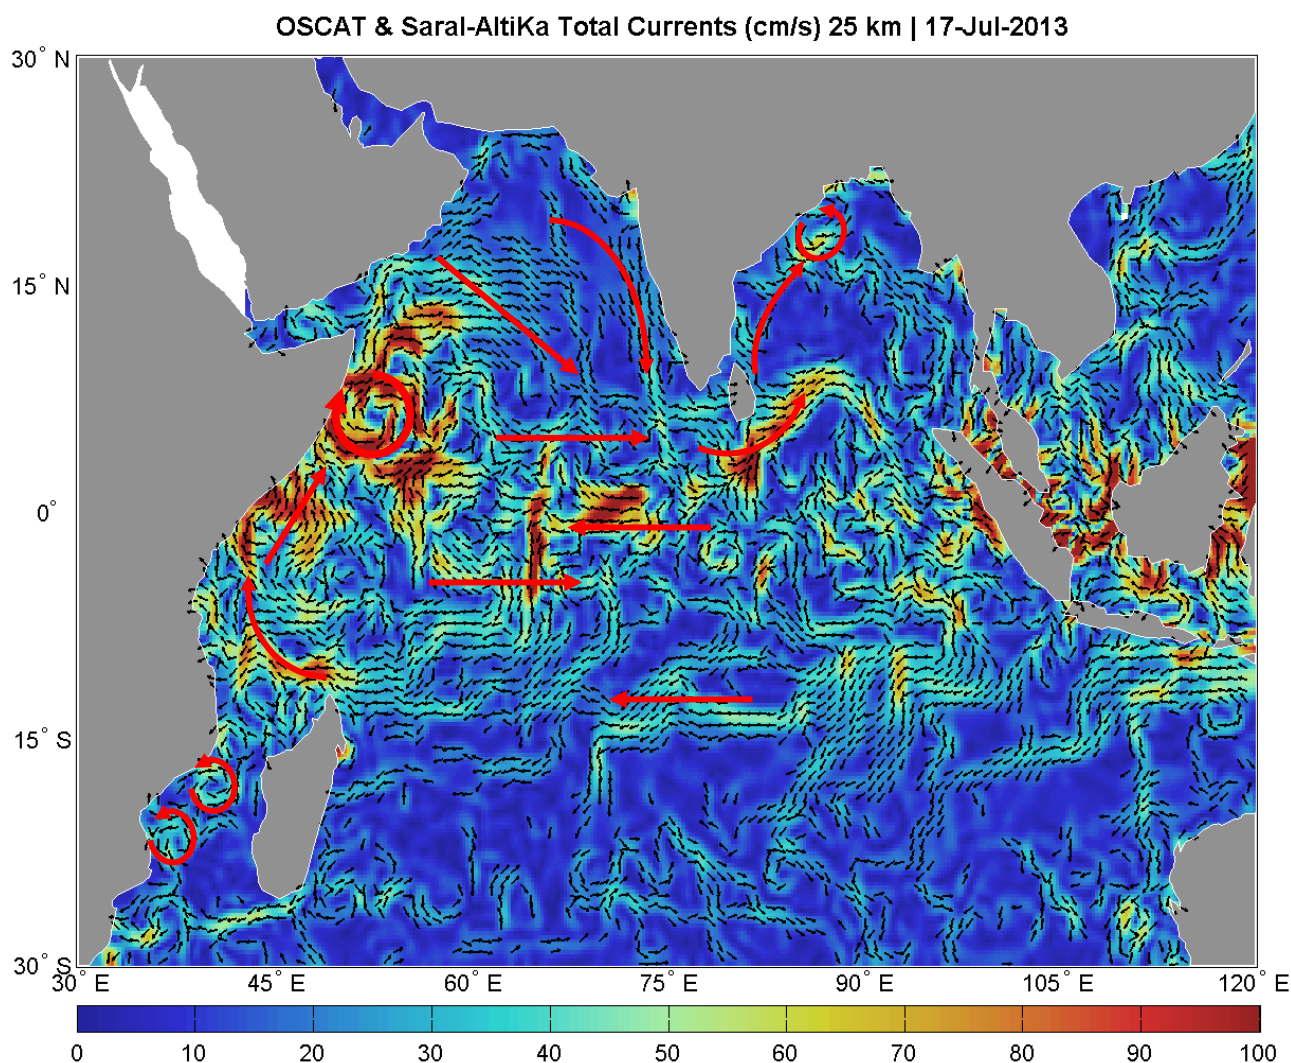 OSCAT & Saral-AltiKa Total Currents (cm/s) 25 km | 17-Jul-2013
30° N
15° N
0°
15° S
30° S
30° E 45° E 60° E 75° E 90° E 105° E 120° E
0 10 20 30 40 50 60 70 80 90 100